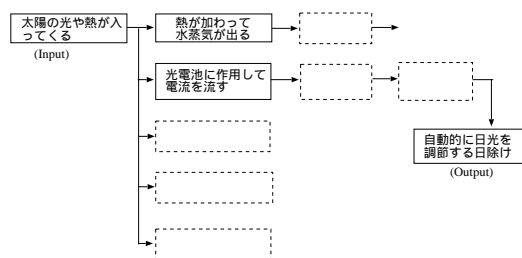 太陽の光や熱が入
ってくる
(Input)
熱が加わって
水蒸気が出る
光電池に作用して
電流を流す
自動的に日光を
調節する日除け
(Output)